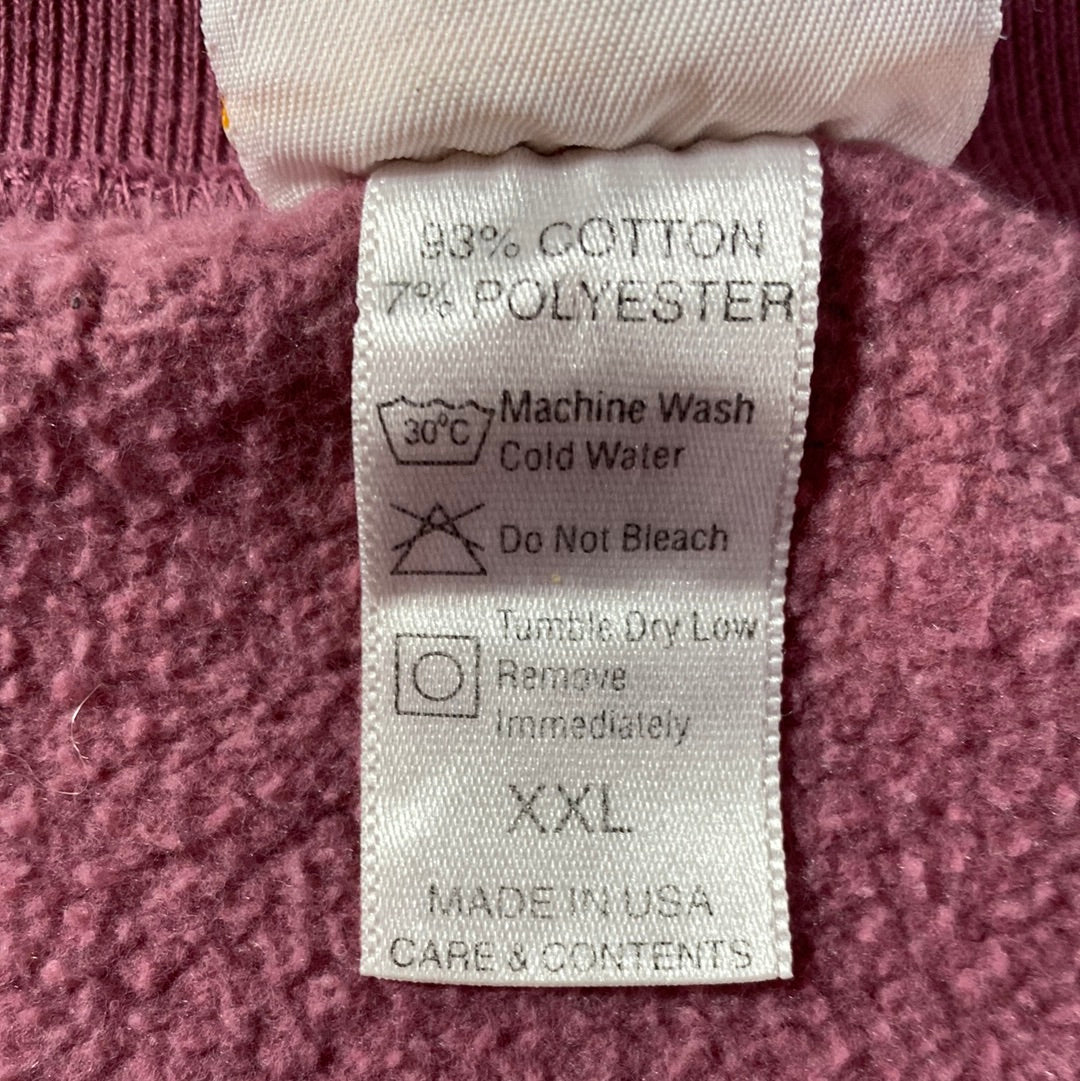 93% COTTON
7% POLYESTER
30°C Machine Wash
Cold Water
Do Not Bleach
Tumble Dry Low
Remove
Immediately
XXL
MADE IN USA
CARE & CONTENTS